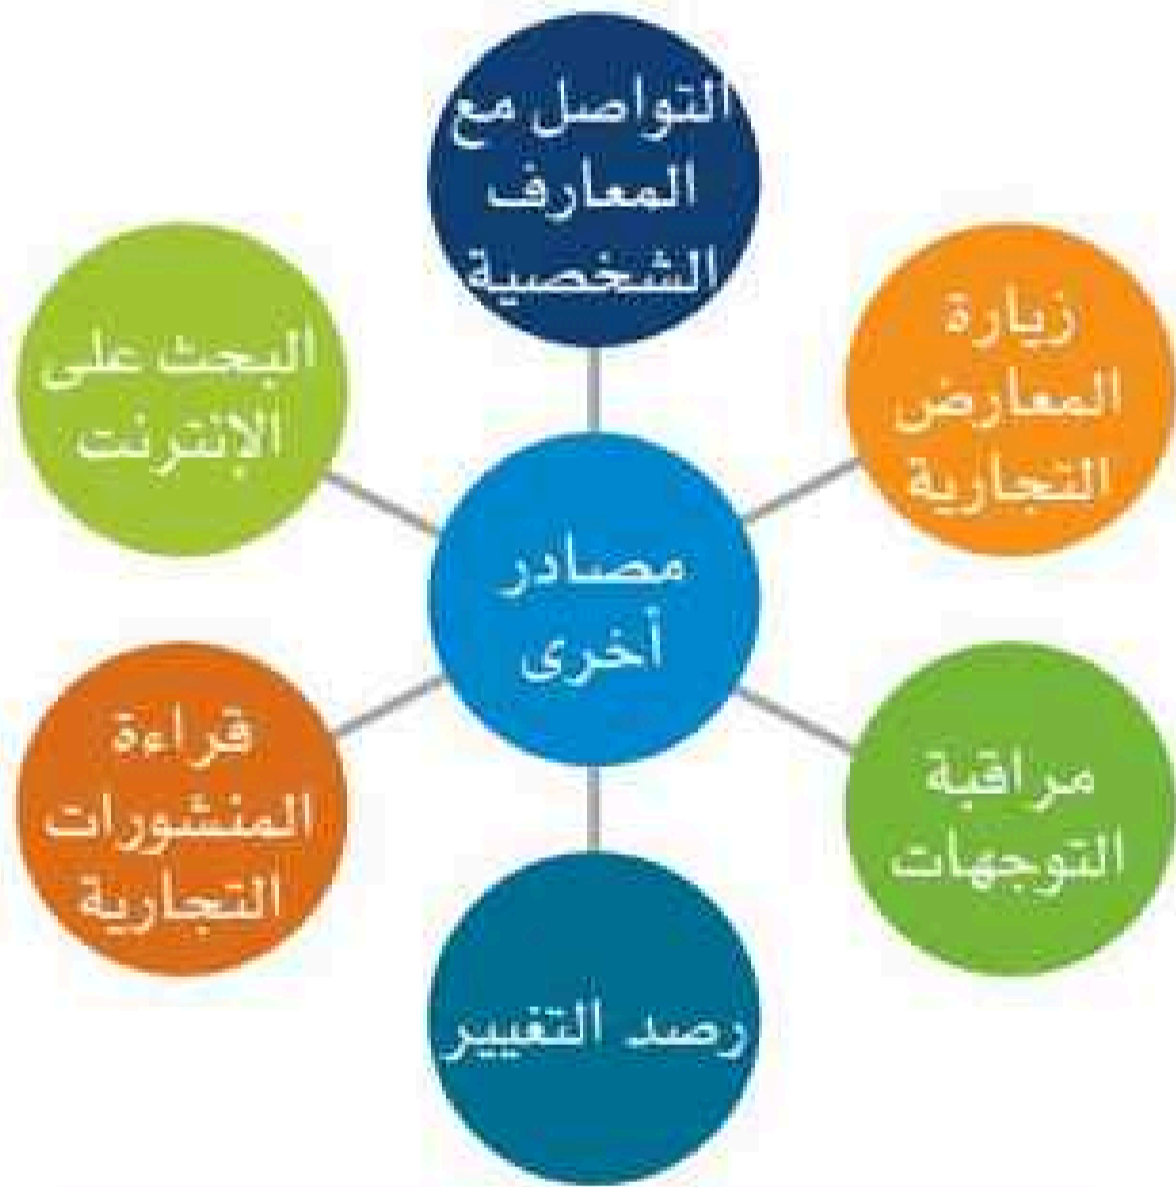 التواصل مع
المعارف
الشخصية
زيارة
المعارض
التجارية
البحث على
الإنترنت
مصادر
أخرى
مراقبة
التوجهات
قراءة
المنشورات
التجارية
رصد التغيير